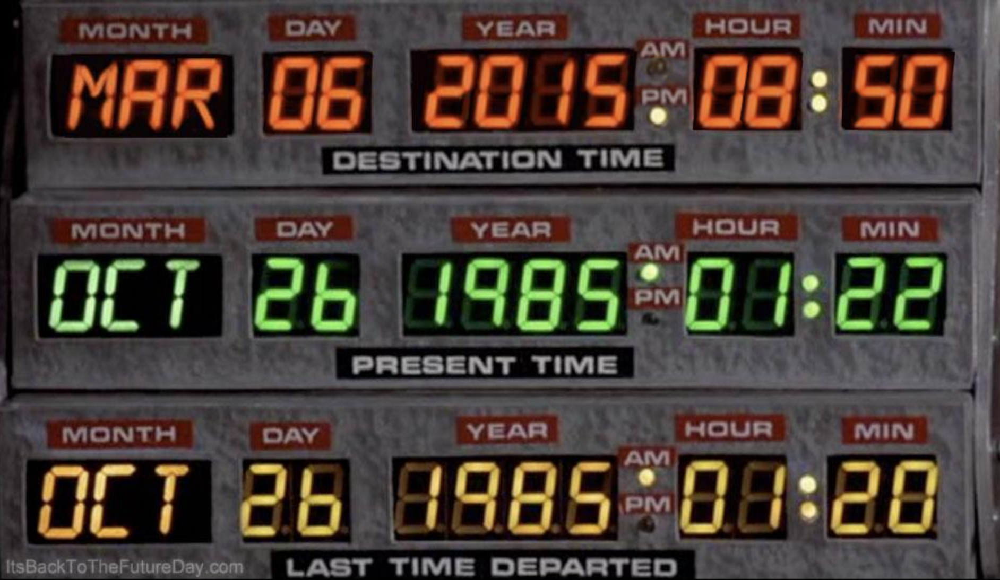 MONTH DAY YEAR HOUR MIN
AM
MAR 06 2015 08:50
PM
DESTINATION TIME
MONTH DAY YEAR HOUR MIN
AM
OCT 26 1985 01:22
PM
PRESENT TIME
MONTH DAY YEAR HOUR MIN
AM
OCT 26 1985 01:20
PM
LAST TIME DEPARTED
ItsBackToTheFutureDay.com